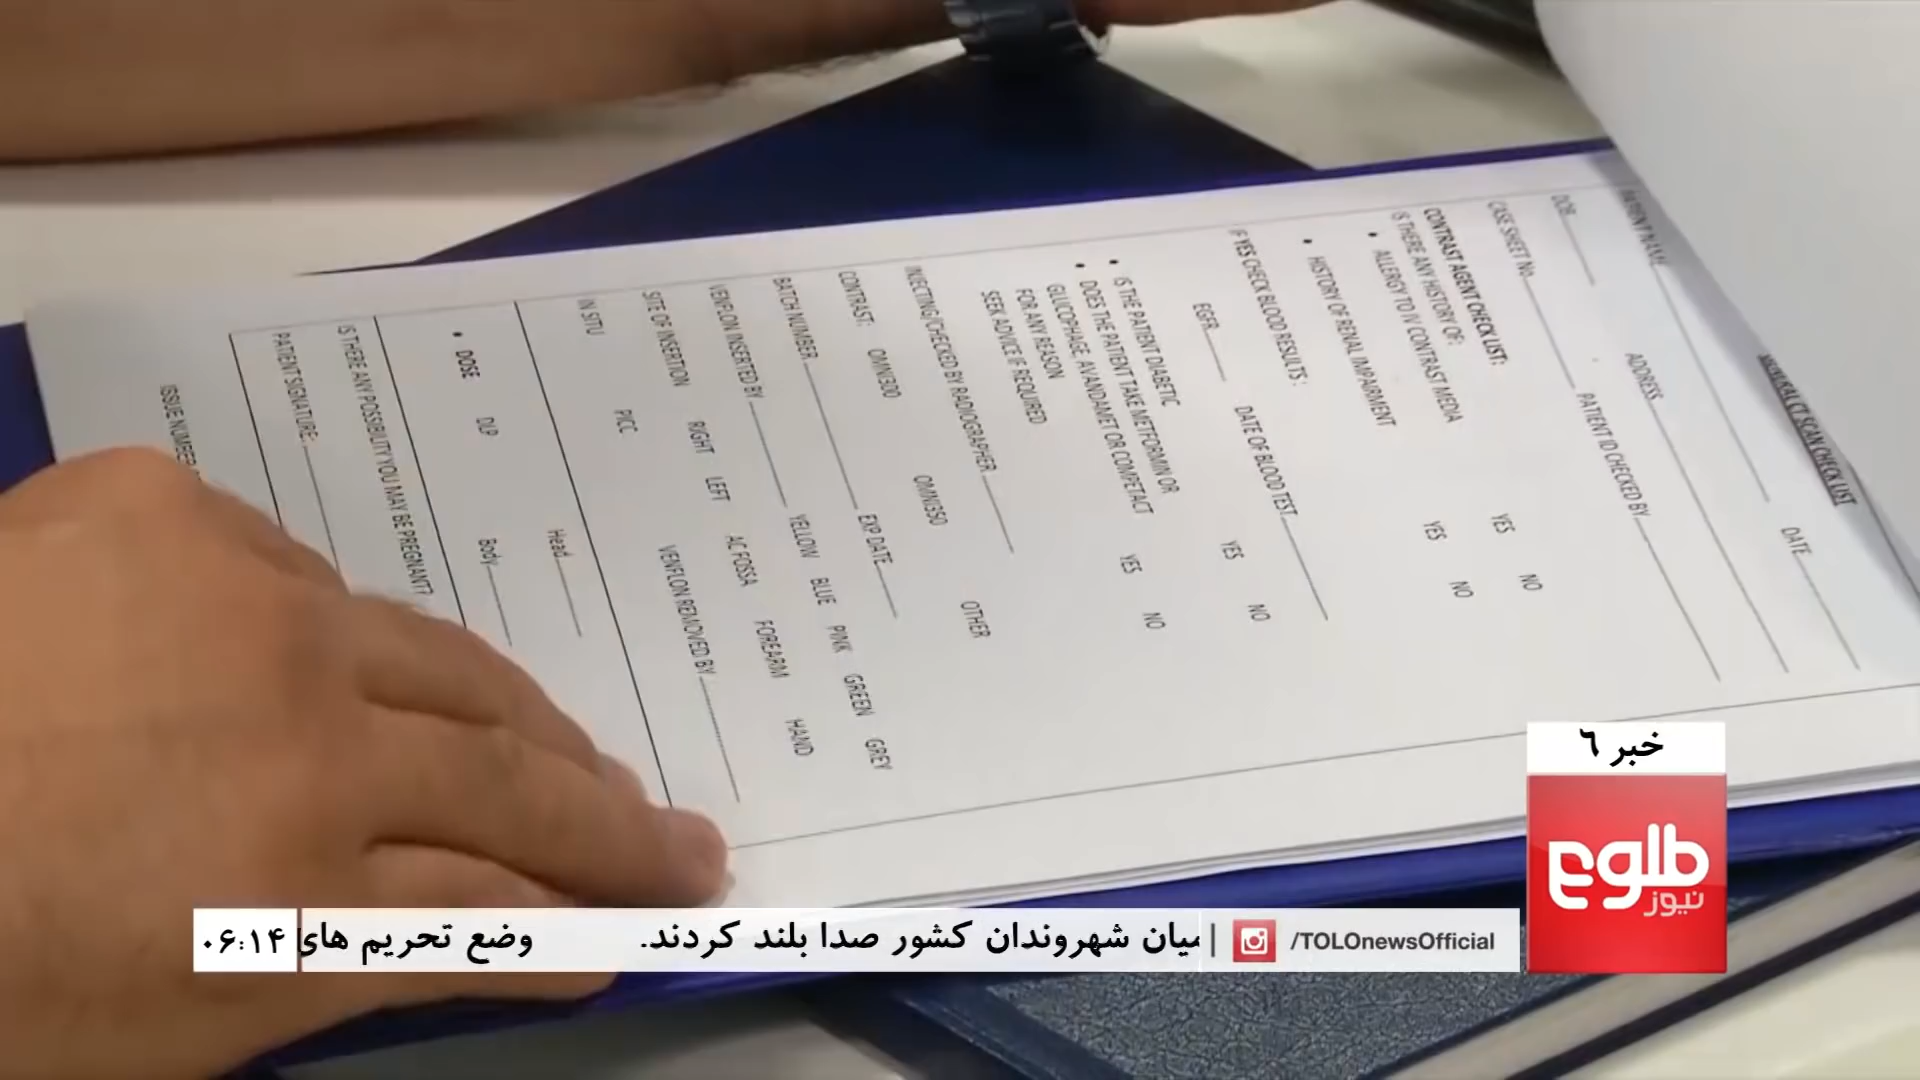 CT SCAN CHECK LIST
DATE
PATIENT NAME
ADDRESS
DOB
PATIENT ID CHECKED BY
CASE SHEET No
CONTRAST AGENT CHECK LIST:
IS THERE ANY HISTORY OF:
• ALLERGY TO IV CONTRAST MEDIA YES NO
• HISTORY OF RENAL IMPAIRMENT YES NO
IF YES CHECK BLOOD RESULTS:
EGFR DATE OF BLOOD TEST
• IS THE PATIENT DIABETIC YES NO
• DOES THE PATIENT TAKE METFORMIN OR
GLUCOPHAGE, AVANDAMET OR COMPETACT YES NO
FOR ANY REASON
SEEK ADVICE IF REQUIRED
INJECTING/CHECKED BY RADIOGRAPHER
CONTRAST: OMNI300 OMNI350 OTHER
BATCH NUMBER EXP DATE
VENFLON INSERTED BY YELLOW BLUE PINK GREEN GREY
SITE OF INSERTION RIGHT LEFT AC FOSSA FOREARM HAND
IN SITU PICC VENFLON REMOVED BY
Head
• DOSE DLP Body
IS THERE ANY POSSIBILITY YOU MAY BE PREGNANT?
PATIENT SIGNATURE:
ISSUE NUMBER
خبر ٦
طلوع
نیوز
/TOLOnewsOfficial
میان شهروندان کشور صدا بلند کردند. وضع تحریم های
۰۶:۱۴